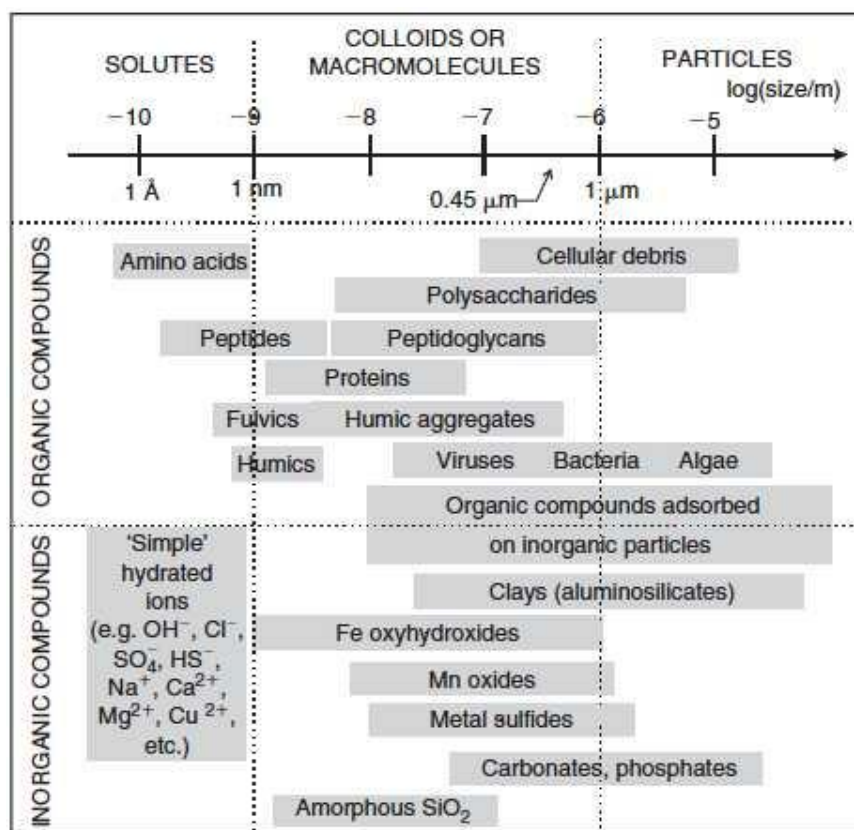 SOLUTES
COLLOIDS OR
MACROMOLECULES
PARTICLES
log(size/m)
−10 −9 −8 −7 −6 −5
1 Å 1 nm 0.45 μm 1 μm
ORGANIC COMPOUNDS
Amino acids
Cellular debris
Polysaccharides
Peptides
Peptidoglycans
Proteins
Fulvics
Humic aggregates
Humics
Viruses Bacteria Algae
Organic compounds adsorbed
on inorganic particles
INORGANIC COMPOUNDS
'Simple'
hydrated
ions
(e.g. OH⁻, Cl⁻,
SO₄⁻, HS⁻,
Na⁺, Ca²⁺,
Mg²⁺, Cu ²⁺,
etc.)
Clays (aluminosilicates)
Fe oxyhydroxides
Mn oxides
Metal sulfides
Carbonates, phosphates
Amorphous SiO₂